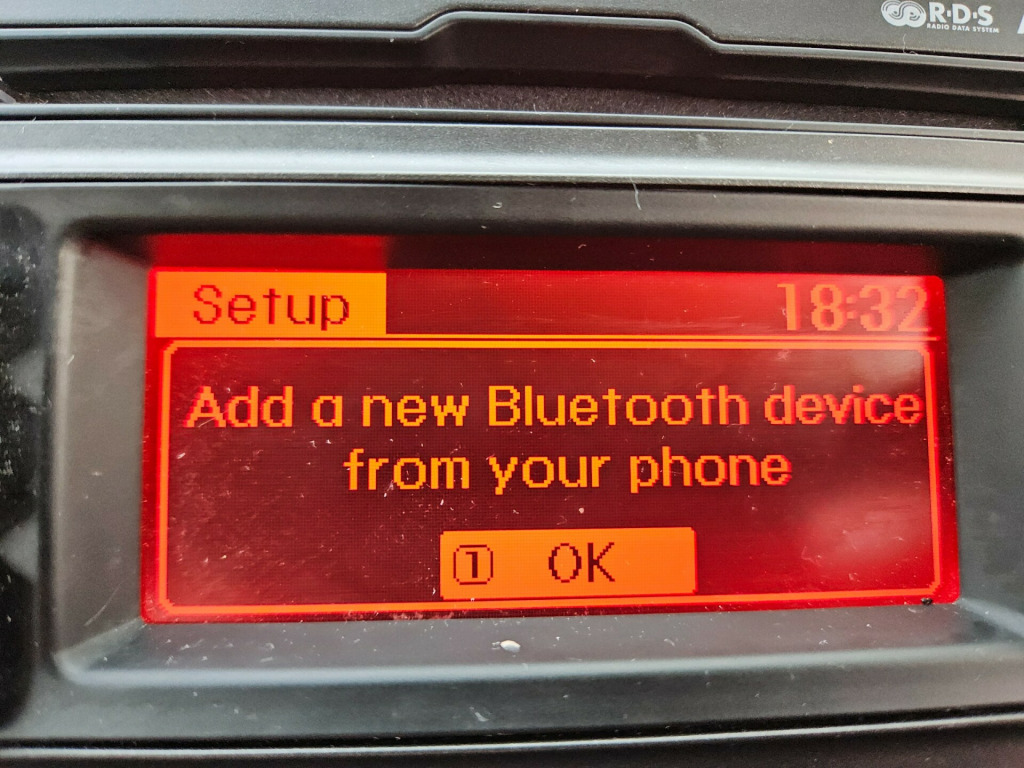 R·D·S
RADIO DATA SYSTEM
Setup
18:32
Add a new Bluetooth device
from your phone
1 OK